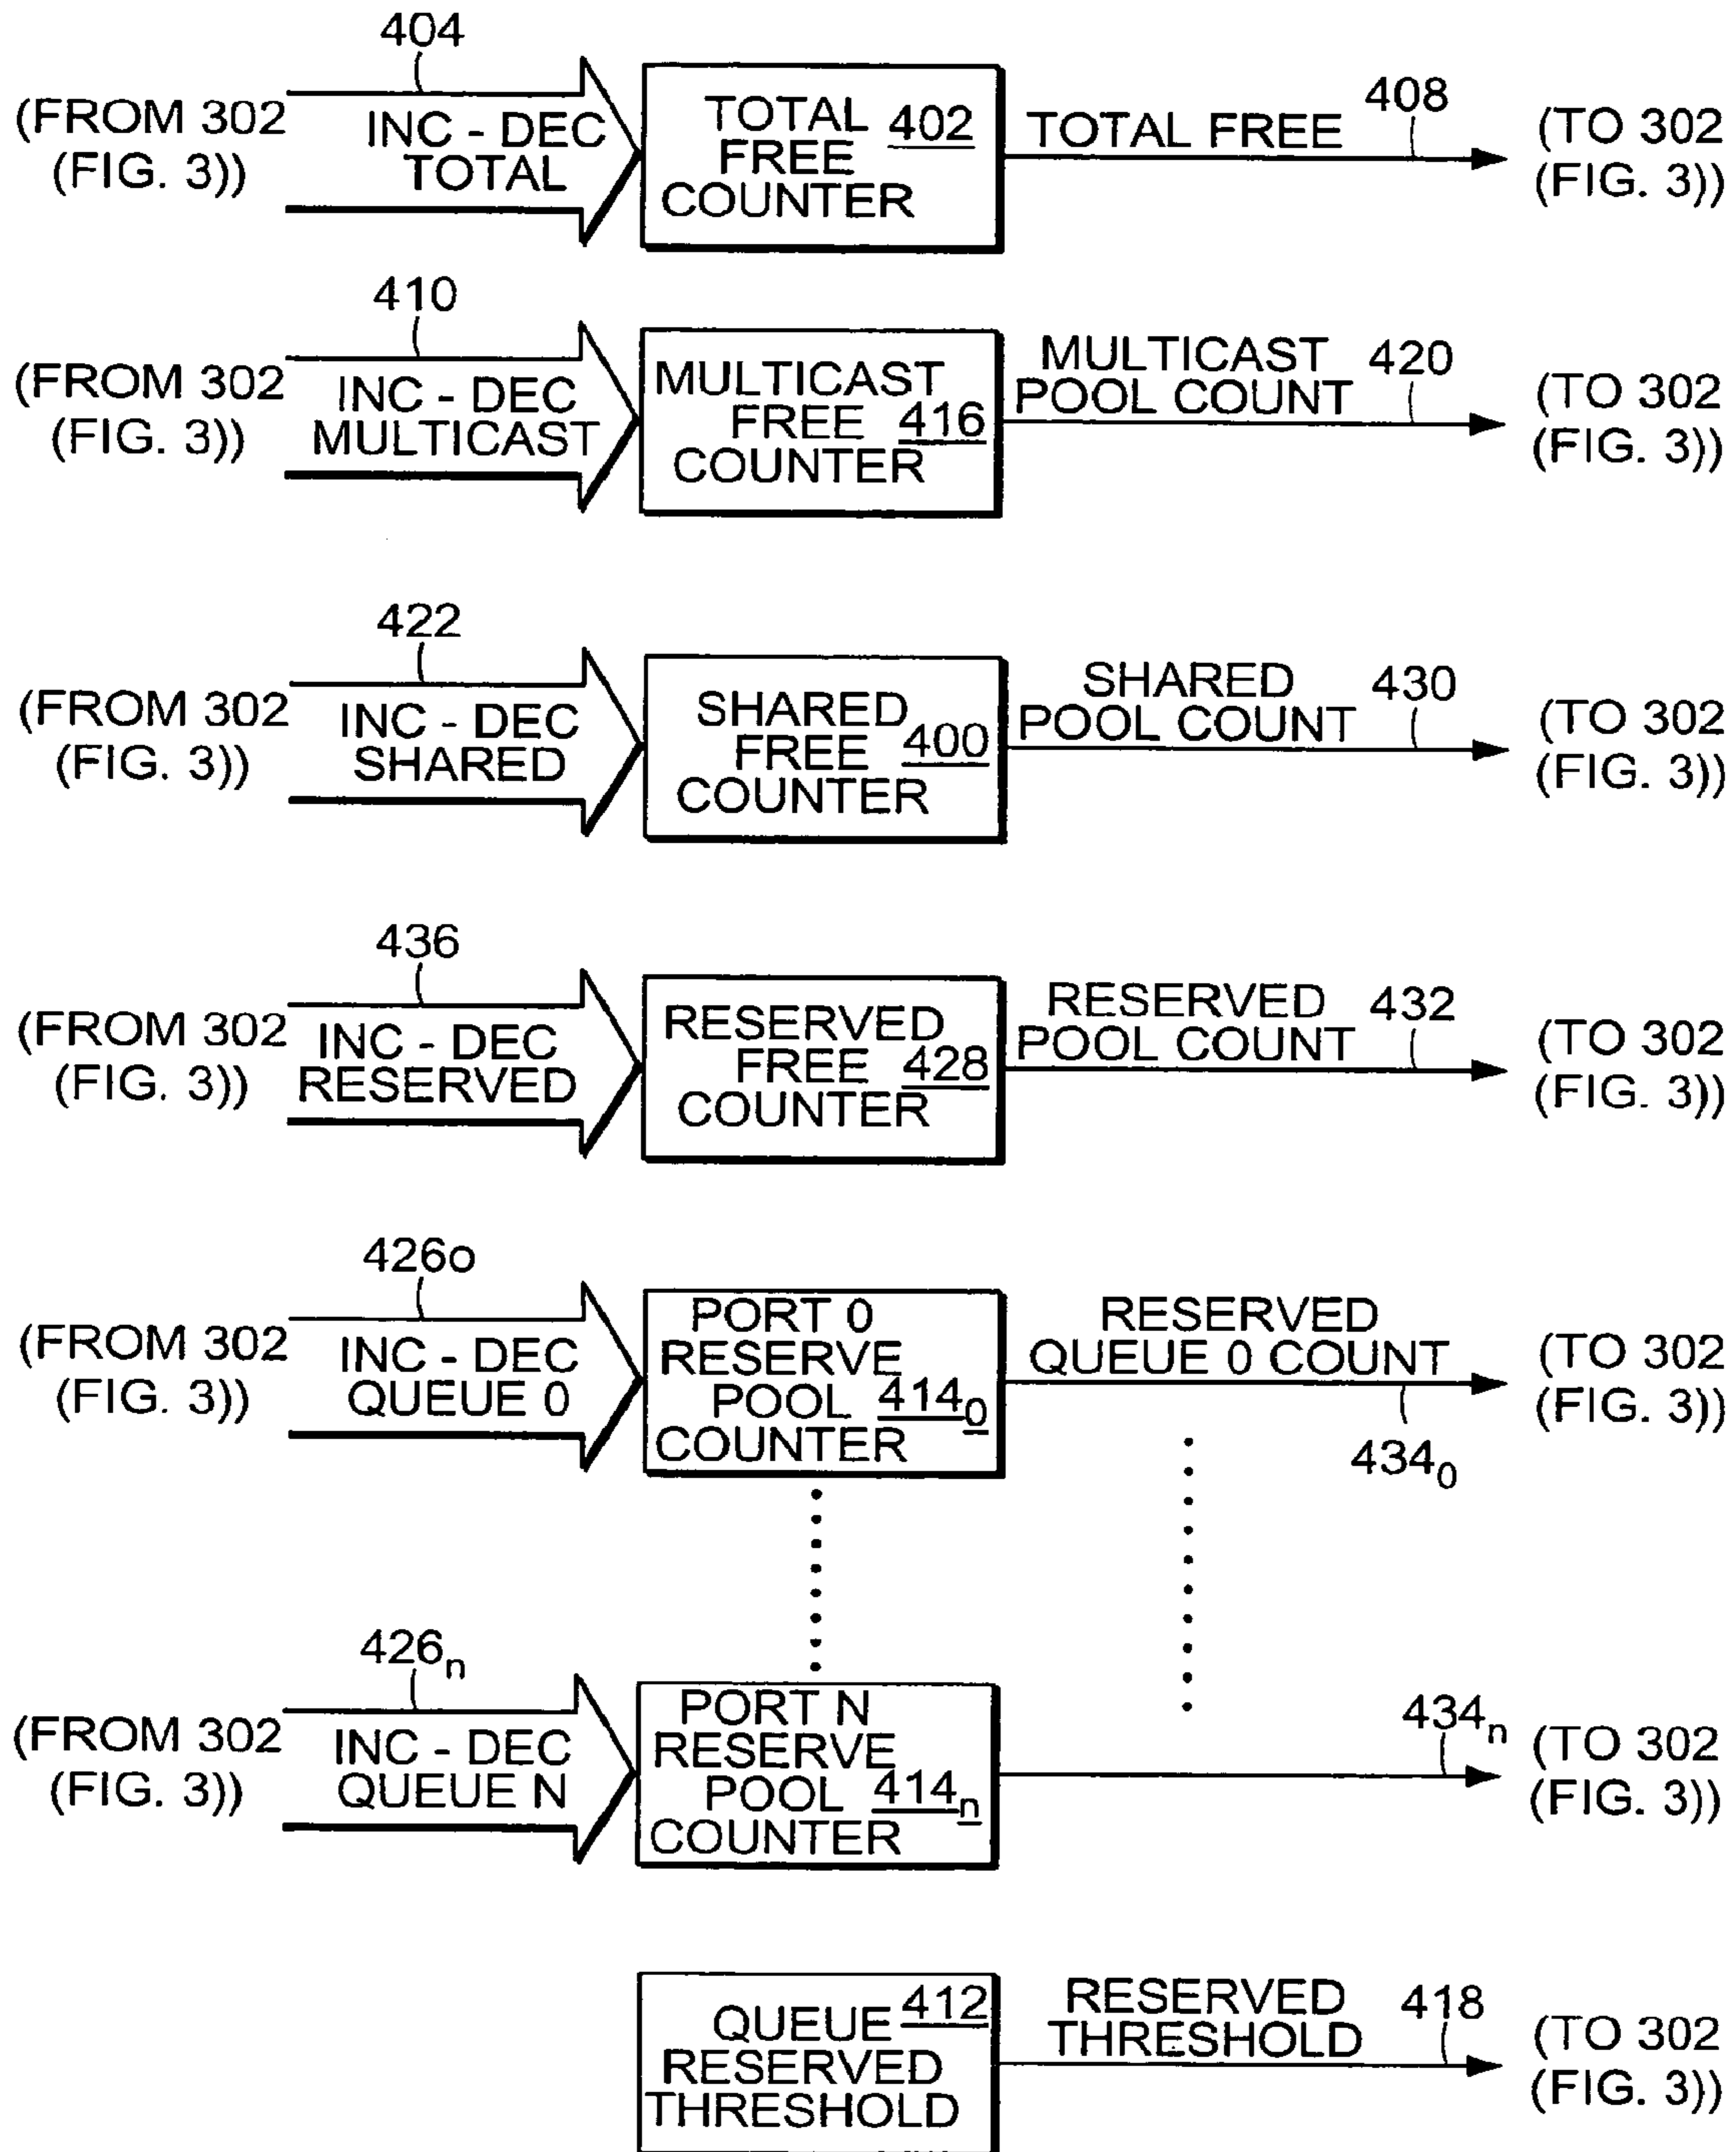 404
(FROM 302
(FIG. 3))
INC - DEC
TOTAL
TOTAL
FREE
COUNTER
402
TOTAL FREE
408
(TO 302
(FIG. 3))
410
(FROM 302
(FIG. 3))
INC - DEC
MULTICAST
MULTICAST
FREE
COUNTER
416
MULTICAST
POOL COUNT
420
(TO 302
(FIG. 3))
422
(FROM 302
(FIG. 3))
INC - DEC
SHARED
SHARED
FREE
COUNTER
400
SHARED
POOL COUNT
430
(TO 302
(FIG. 3))
436
(FROM 302
(FIG. 3))
INC - DEC
RESERVED
RESERVED
FREE
COUNTER
428
RESERVED
POOL COUNT
432
(TO 302
(FIG. 3))
426o
(FROM 302
(FIG. 3))
INC - DEC
QUEUE 0
PORT 0
RESERVE
POOL
COUNTER
414₀
RESERVED
QUEUE 0 COUNT
434₀
(TO 302
(FIG. 3))
426ₙ
(FROM 302
(FIG. 3))
INC - DEC
QUEUE N
PORT N
RESERVE
POOL
COUNTER
414ₙ
434ₙ
(TO 302
(FIG. 3))
QUEUE
RESERVED
THRESHOLD
412
RESERVED
THRESHOLD
418
(TO 302
(FIG. 3))